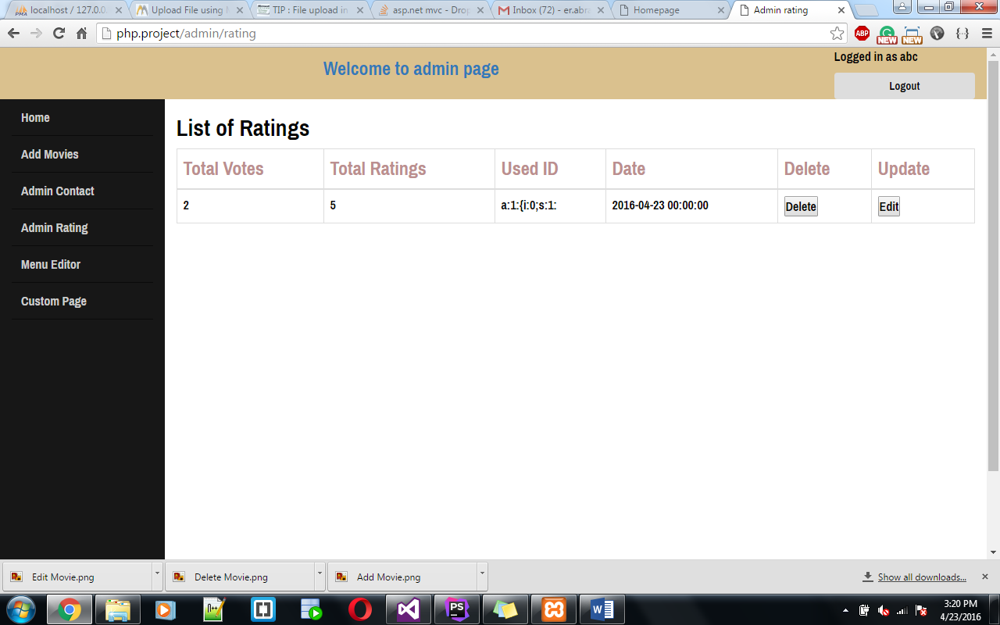 localhost / 127.0.0.
Upload File using M
TIP : File upload in
asp.net mvc - Drop
Inbox (72) - er.abra
Homepage
Admin rating
php.project/admin/rating
ABP
NEW
NEW
Welcome to admin page
Logged in as abc
Logout
Home
Add Movies
Admin Contact
Admin Rating
Menu Editor
Custom Page
List of Ratings
Total Votes Total Ratings Used ID Date Delete Update
2 5 a:1:{i:0;s:1: 2016-04-23 00:00:00 Delete Edit
Edit Movie.png
Delete Movie.png
Add Movie.png
Show all downloads...
3:20 PM
4/23/2016